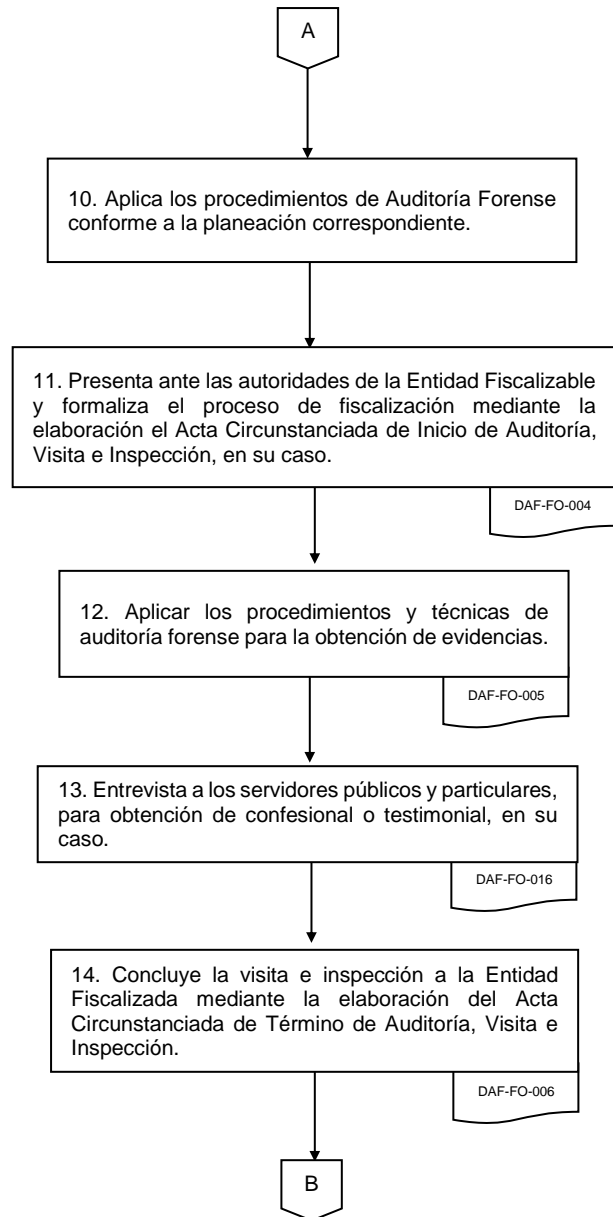 A
10. Aplica los procedimientos de Auditoría Forense
conforme a la planeación correspondiente.
11. Presenta ante las autoridades de la Entidad Fiscalizable
y formaliza el proceso de fiscalización mediante la
elaboración el Acta Circunstanciada de Inicio de Auditoría,
Visita e Inspección, en su caso.
DAF-FO-004
12. Aplicar los procedimientos y técnicas de
auditoría forense para la obtención de evidencias.
DAF-FO-005
13. Entrevista a los servidores públicos y particulares,
para obtención de confesional o testimonial, en su
caso.
DAF-FO-016
14. Concluye la visita e inspección a la Entidad
Fiscalizada mediante la elaboración del Acta
Circunstanciada de Término de Auditoría, Visita e
Inspección.
DAF-FO-006
B